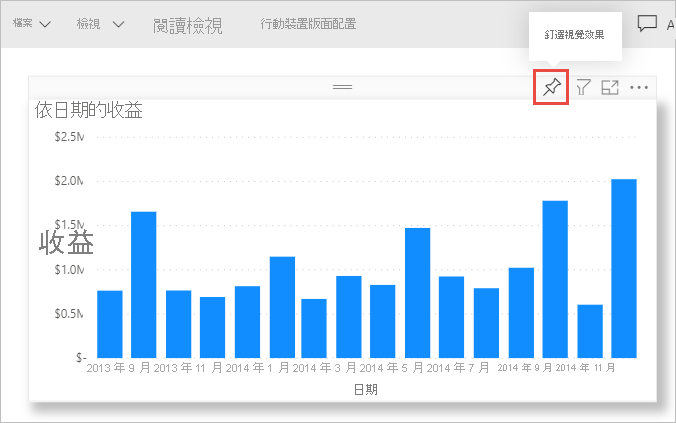 檔案 檢視 閱讀檢視 行動裝置版面配置 A
釘選視覺效果
依日期的收益
$2.5M
$2.0M
$1.5M
收益
$1.0M
$0.5M
$-
2013 年 9 月 2013 年 11 月 2014 年 1 月 2014 年 3 月 2014 年 5 月 2014 年 7 月 2014 年 9 月 2014 年 11 月
日期